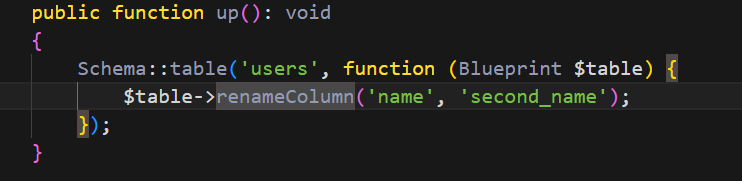 public function up(): void
{
    Schema::table('users', function (Blueprint $table) {
        $table->renameColumn('name', 'second_name');
    });
}